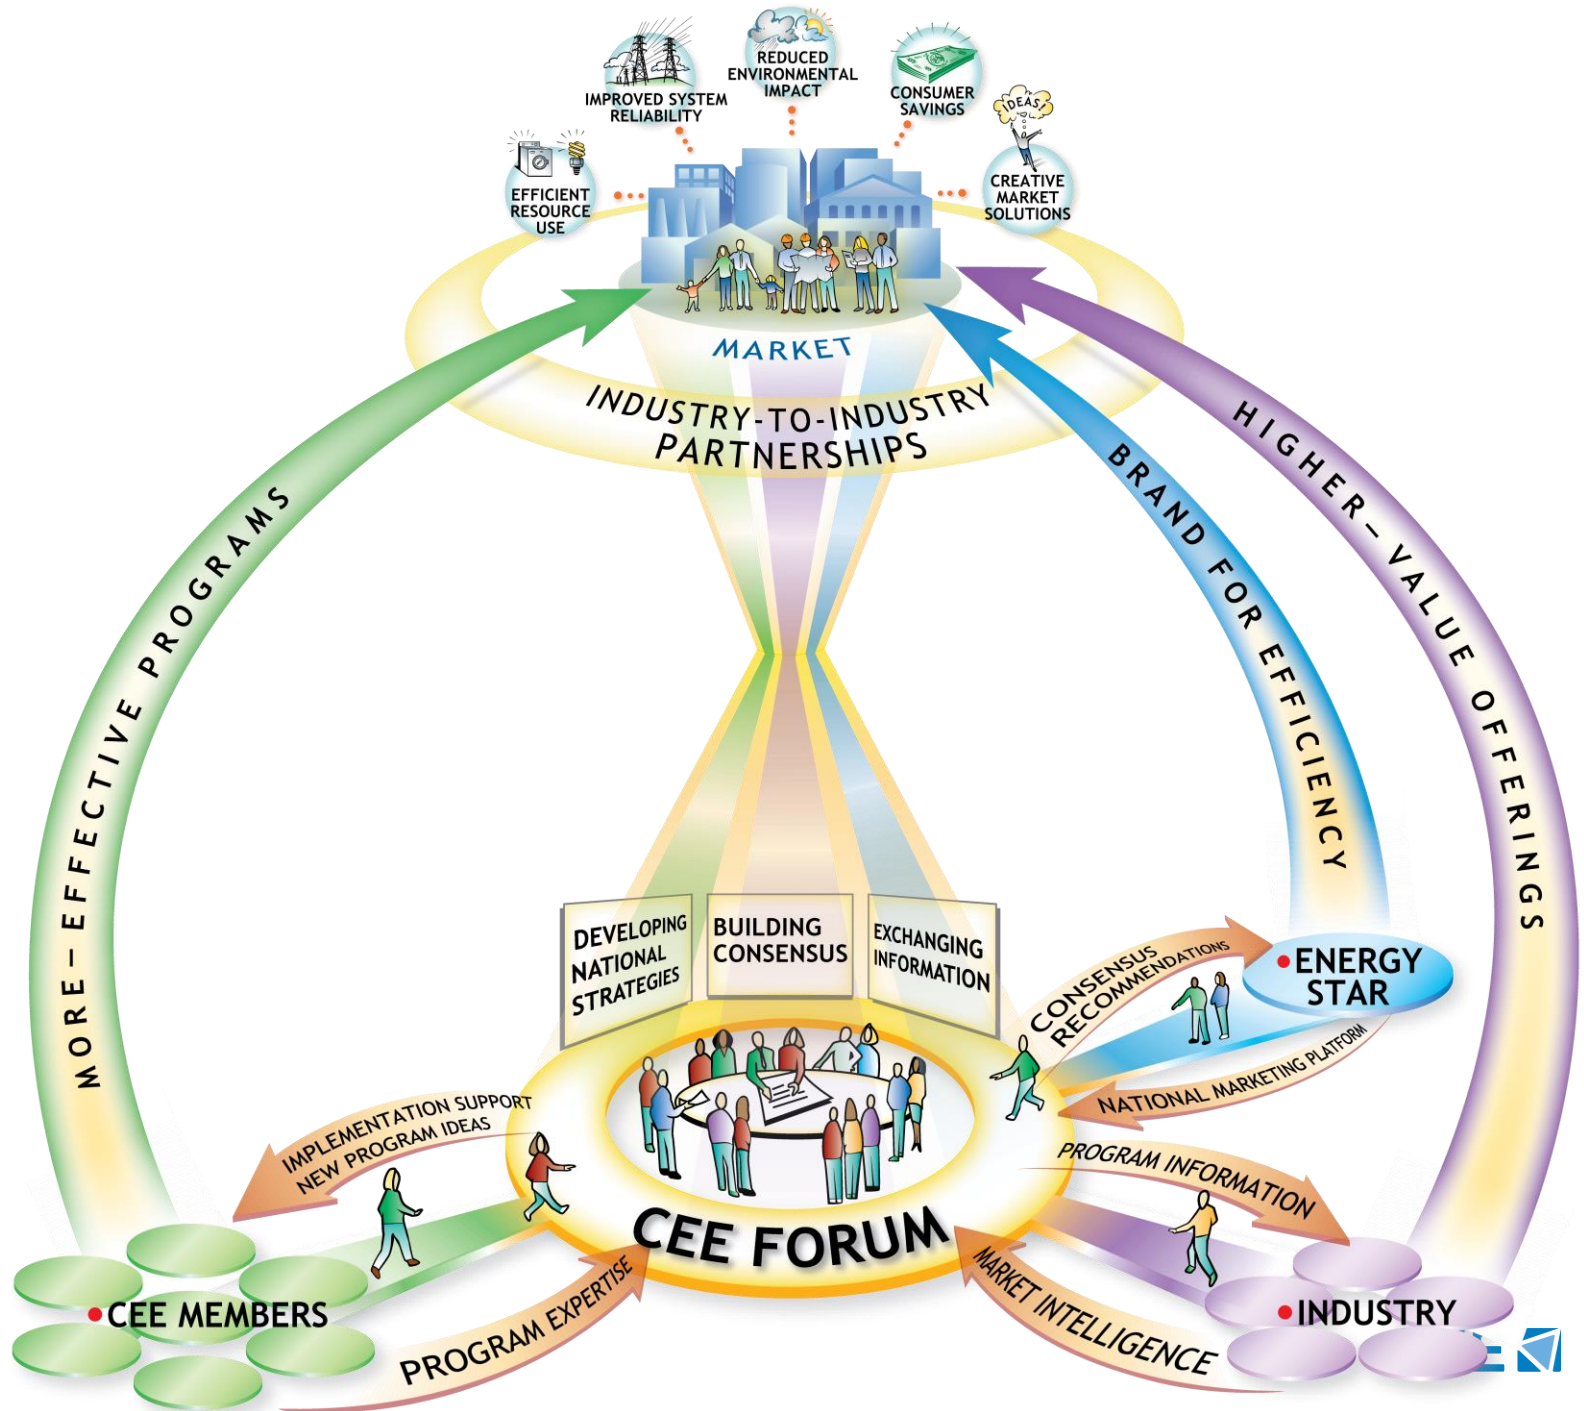 IDEAS!
REDUCED
ENVIRONMENTAL
IMPACT
IMPROVED SYSTEM
RELIABILITY
CONSUMER
SAVINGS
EFFICIENT
RESOURCE
USE
CREATIVE
MARKET
SOLUTIONS
MARKET
INDUSTRY-TO-INDUSTRY
PARTNERSHIPS
MORE–EFFECTIVE PROGRAMS
BRAND FOR EFFICIENCY
HIGHER–VALUE OFFERINGS
DEVELOPING
NATIONAL
STRATEGIES
BUILDING
CONSENSUS
EXCHANGING
INFORMATION
CONSENSUS
RECOMMENDATIONS
•ENERGY
STAR
NATIONAL MARKETING PLATFORM
IMPLEMENTATION SUPPORT
NEW PROGRAM IDEAS
PROGRAM INFORMATION
CEE FORUM
•CEE MEMBERS
PROGRAM EXPERTISE
MARKET INTELLIGENCE
•INDUSTRY